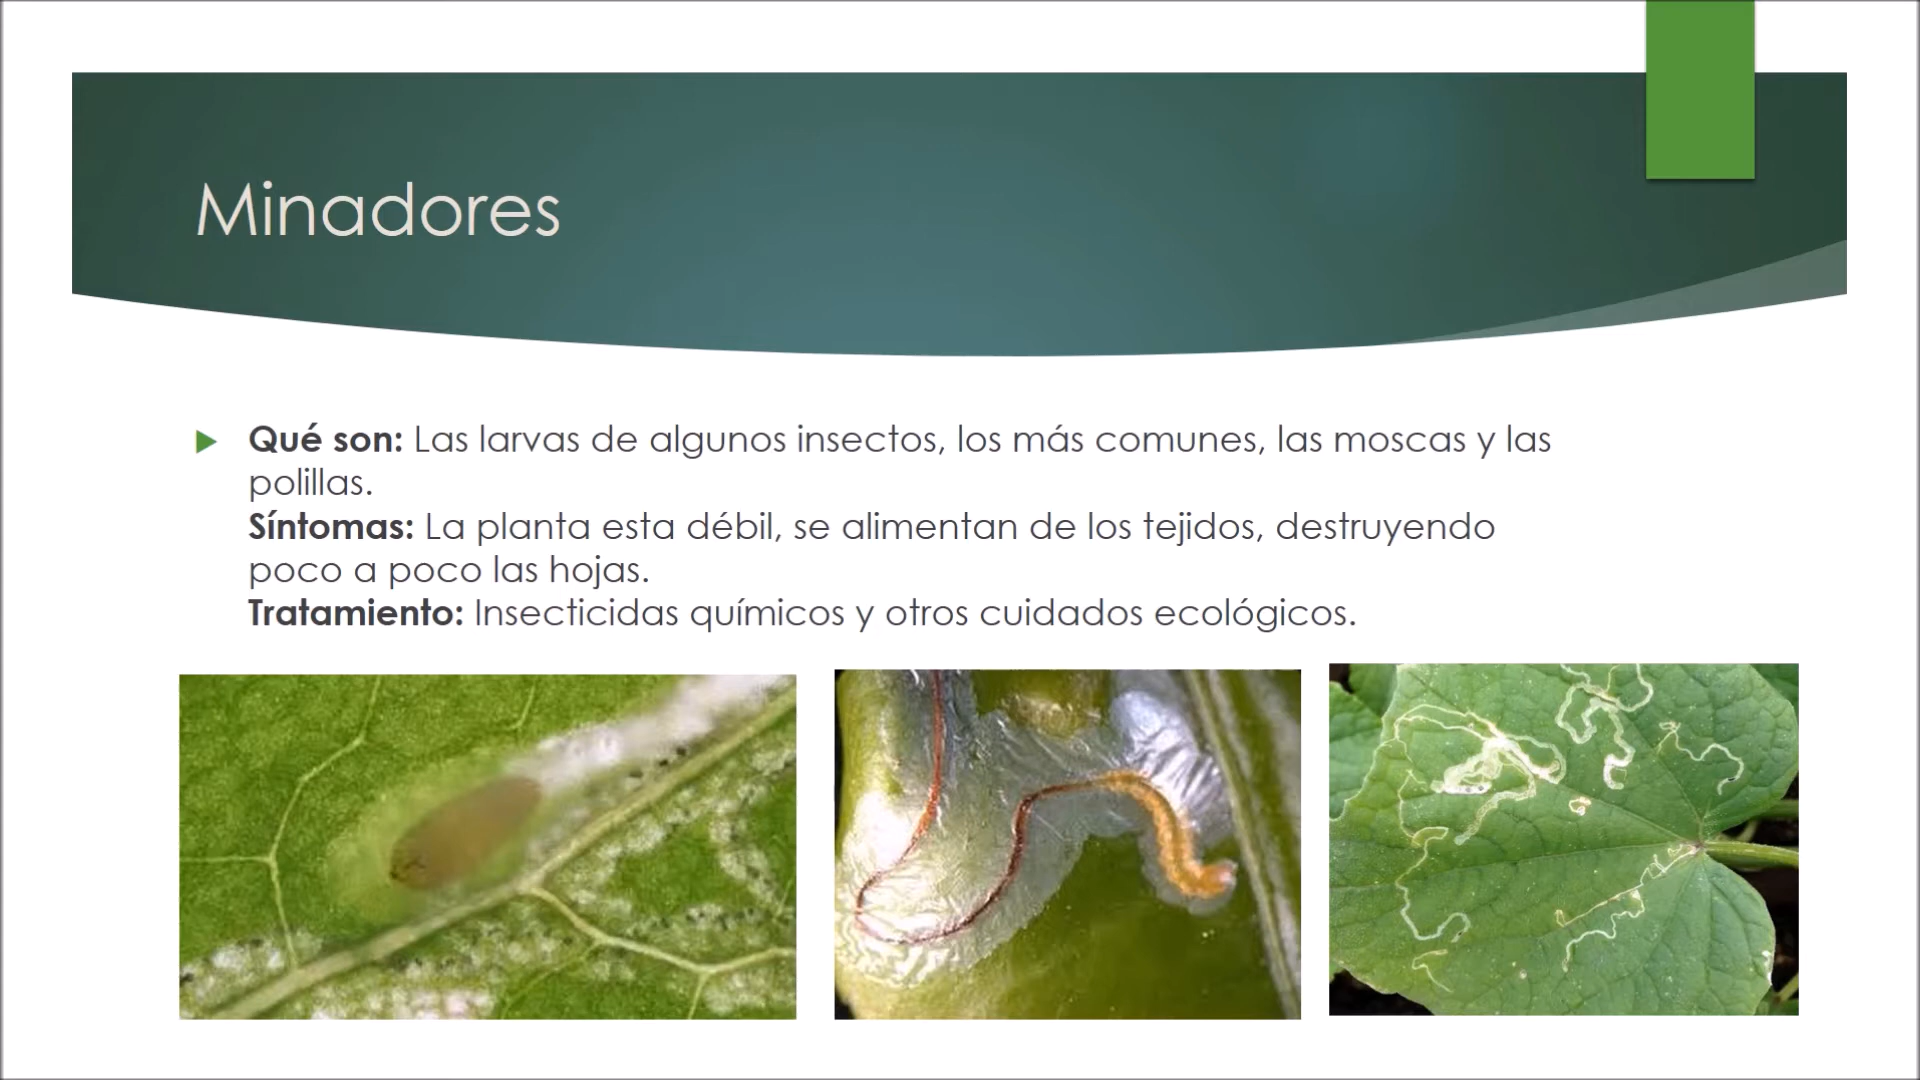 Minadores
Qué son: Las larvas de algunos insectos, los más comunes, las moscas y las
polillas.
Síntomas: La planta esta débil, se alimentan de los tejidos, destruyendo
poco a poco las hojas.
Tratamiento: Insecticidas químicos y otros cuidados ecológicos.